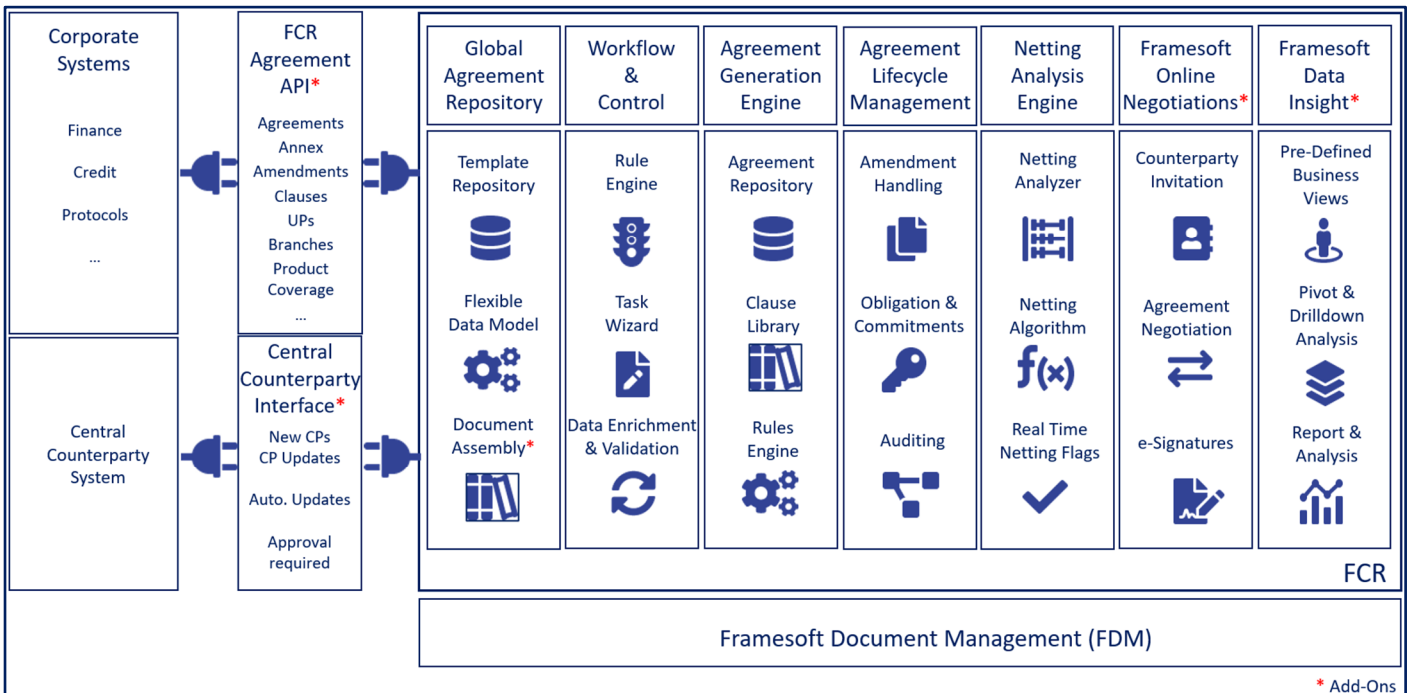 Corporate
Systems
Finance
Credit
Protocols
...
FCR
Agreement
API*
Agreements
Annex
Amendments
Clauses
UPs
Branches
Product
Coverage
...
Central
Counterparty
System
Central
Counterparty
Interface*
New CPs
CP Updates
Auto. Updates
Approval
required
Global
Agreement
Repository
Template
Repository
Flexible
Data Model
Document
Assembly*
Workflow
&
Control
Rule
Engine
Task
Wizard
Data Enrichment
& Validation
Agreement
Generation
Engine
Agreement
Repository
Clause
Library
Rules
Engine
Agreement
Lifecycle
Management
Amendment
Handling
Obligation &
Commitments
Auditing
Netting
Analysis
Engine
Netting
Analyzer
Netting
Algorithm
f(x)
Real Time
Netting Flags
Framesoft
Online
Negotiations*
Counterparty
Invitation
Agreement
Negotiation
e-Signatures
Framesoft
Data
Insight*
Pre-Defined
Business
Views
Pivot &
Drilldown
Analysis
Report &
Analysis
FCR
Framesoft Document Management (FDM)
* Add-Ons